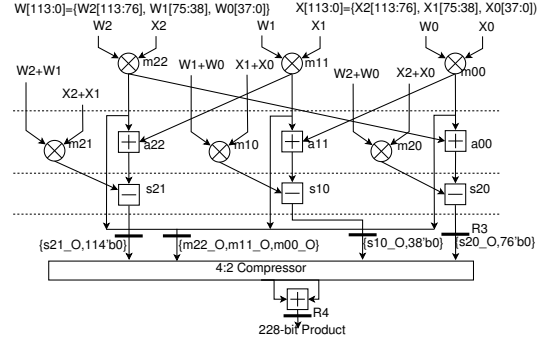 W[113:0]={W2[113:76], W1[75:38], W0[37:0]} X[113:0]={X2[113:76], X1[75:38], X0[37:0]}
W2 X2 W1 X1 W0 X0
m22 m11 m00
W2+W1 W1+W0 X1+X0 W2+W0 X2+X0
X2+X1
m21 a22 m10 a11 m20 a00
s21 s10 s20
R3
{s21_O,114'b0} {m22_O,m11_O,m00_O} {s10_O,38'b0} {s20_O,76'b0}
4:2 Compressor
R4
228-bit Product